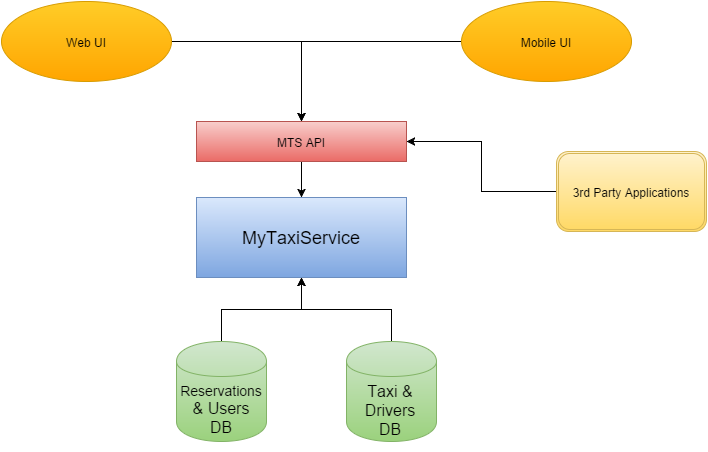 Web UI
Mobile UI
MTS API
3rd Party Applications
MyTaxiService
Reservations
& Users
DB
Taxi &
Drivers
DB